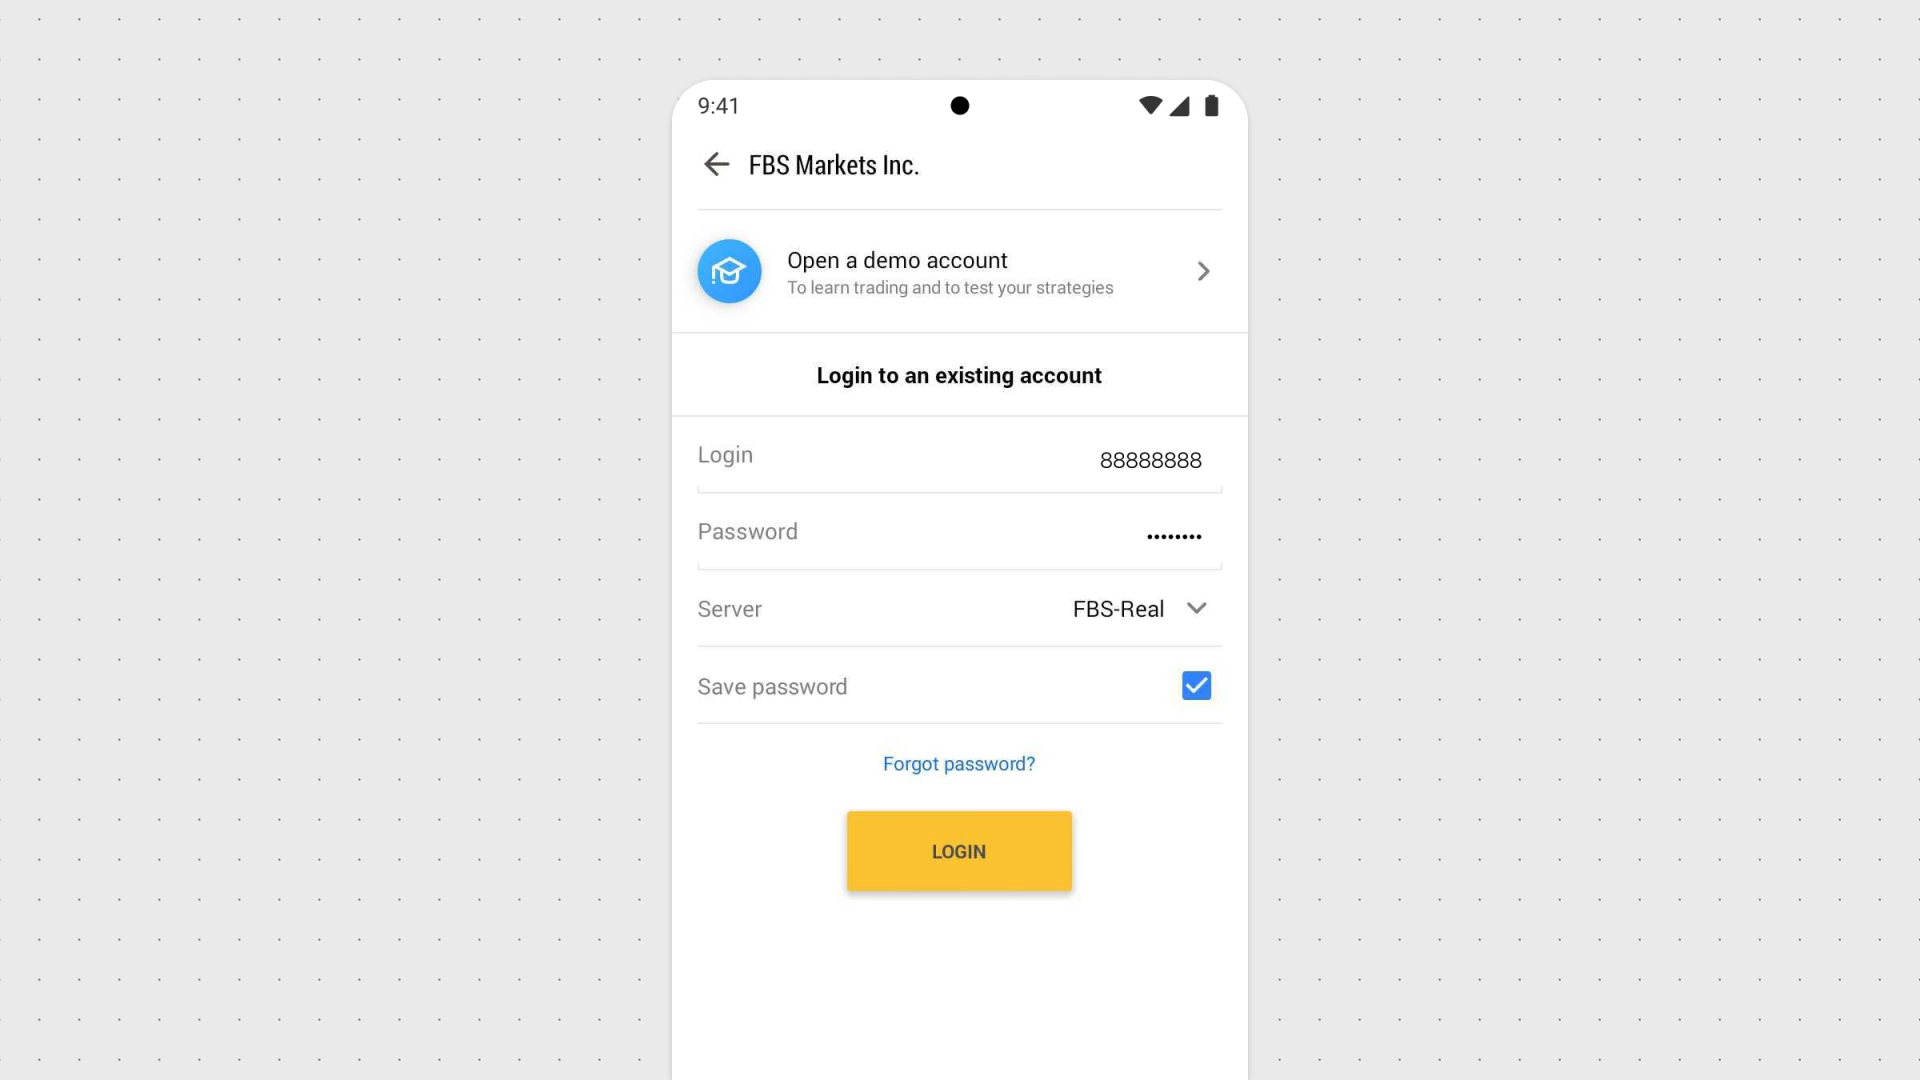 9:41
FBS Markets Inc.
Open a demo account
To learn trading and to test your strategies
Login to an existing account
Login 88888888
Password ••••••••
Server FBS-Real
Save password
Forgot password?
LOGIN